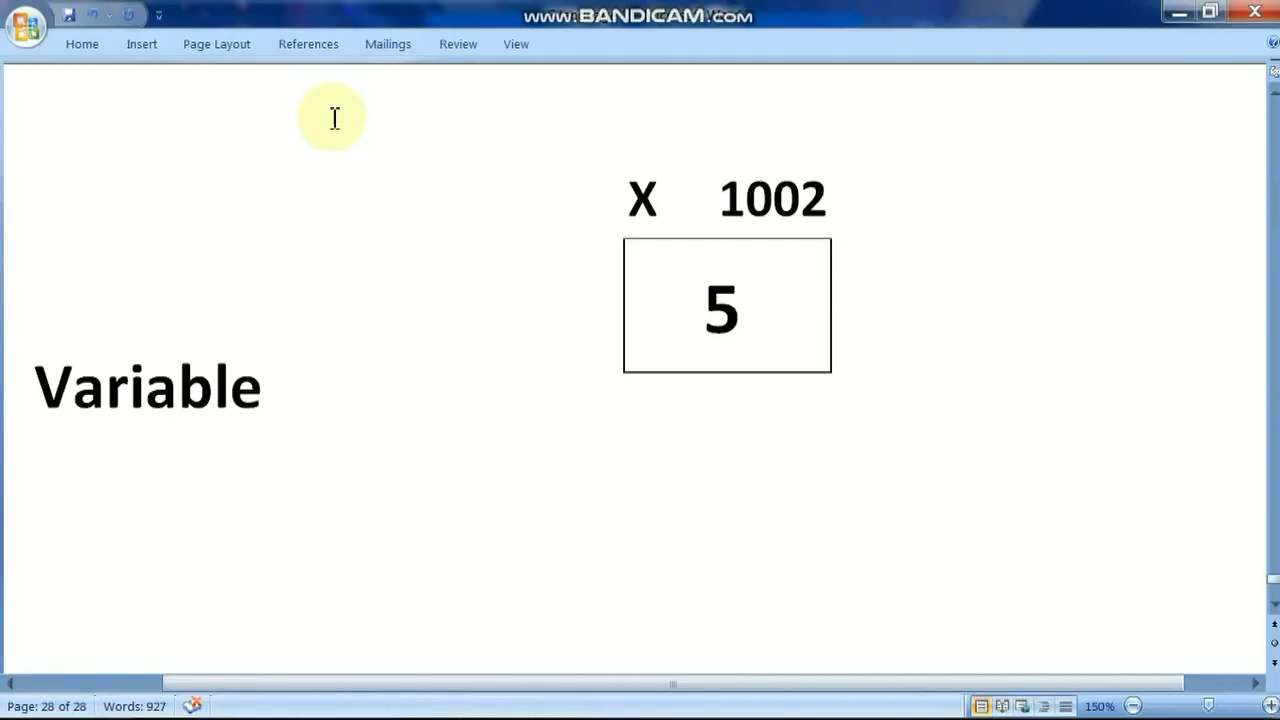 www.BANDICAM.com
Home Insert Page Layout References Mailings Review View
X 1002
5
Variable
Page: 28 of 28 Words: 927 150%